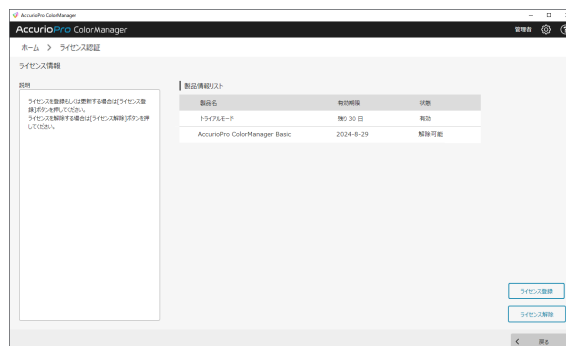 AccurioPro ColorManager
AccurioPro ColorManager
管理者
ホーム > ライセンス認証
ライセンス情報
説明
ライセンスを登録もしくは更新する場合は[ライセンス登
録]ボタンを押してください。
ライセンスを解除する場合は[ライセンス解除]ボタンを押
してください。
製品情報リスト
製品名 有効期限 状態
トライアルモード 残り 30 日 有効
AccurioPro ColorManager Basic 2024-8-29 解除可能
ライセンス登録
ライセンス解除
戻る